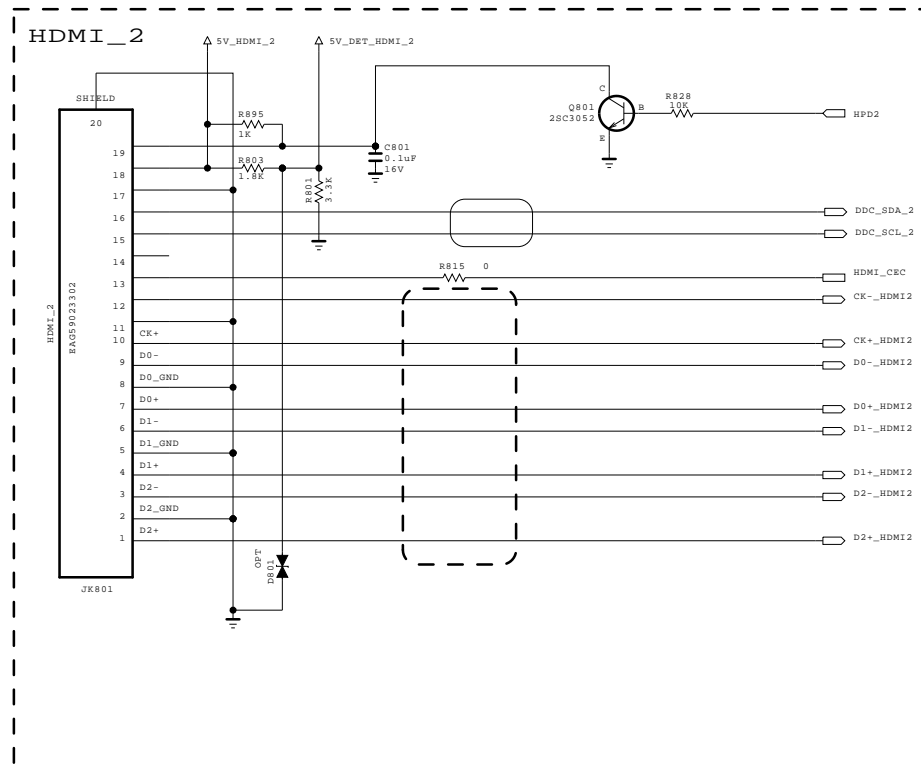 HDMI_2
5V_HDMI_2
5V_DET_HDMI_2
SHIELD
20
R895
1K
C
Q801
2SC3052
B
E
R828
10K
HPD2
19
C801
0.1uF
16V
18
R803
1.8K
R801
3.3K
17
16
DDC_SDA_2
15
DDC_SCL_2
14
R815 0
13
HDMI_CEC
12
CK-_HDMI2
HDMI_2
EAG59023302
11
CK+
10
CK+_HDMI2
D0-
9
D0-_HDMI2
D0_GND
8
D0+
7
D0+_HDMI2
D1-
6
D1-_HDMI2
D1_GND
5
D1+
4
D1+_HDMI2
D2-
3
D2-_HDMI2
D2_GND
2
D2+
1
D2+_HDMI2
OPT
D801
JK801